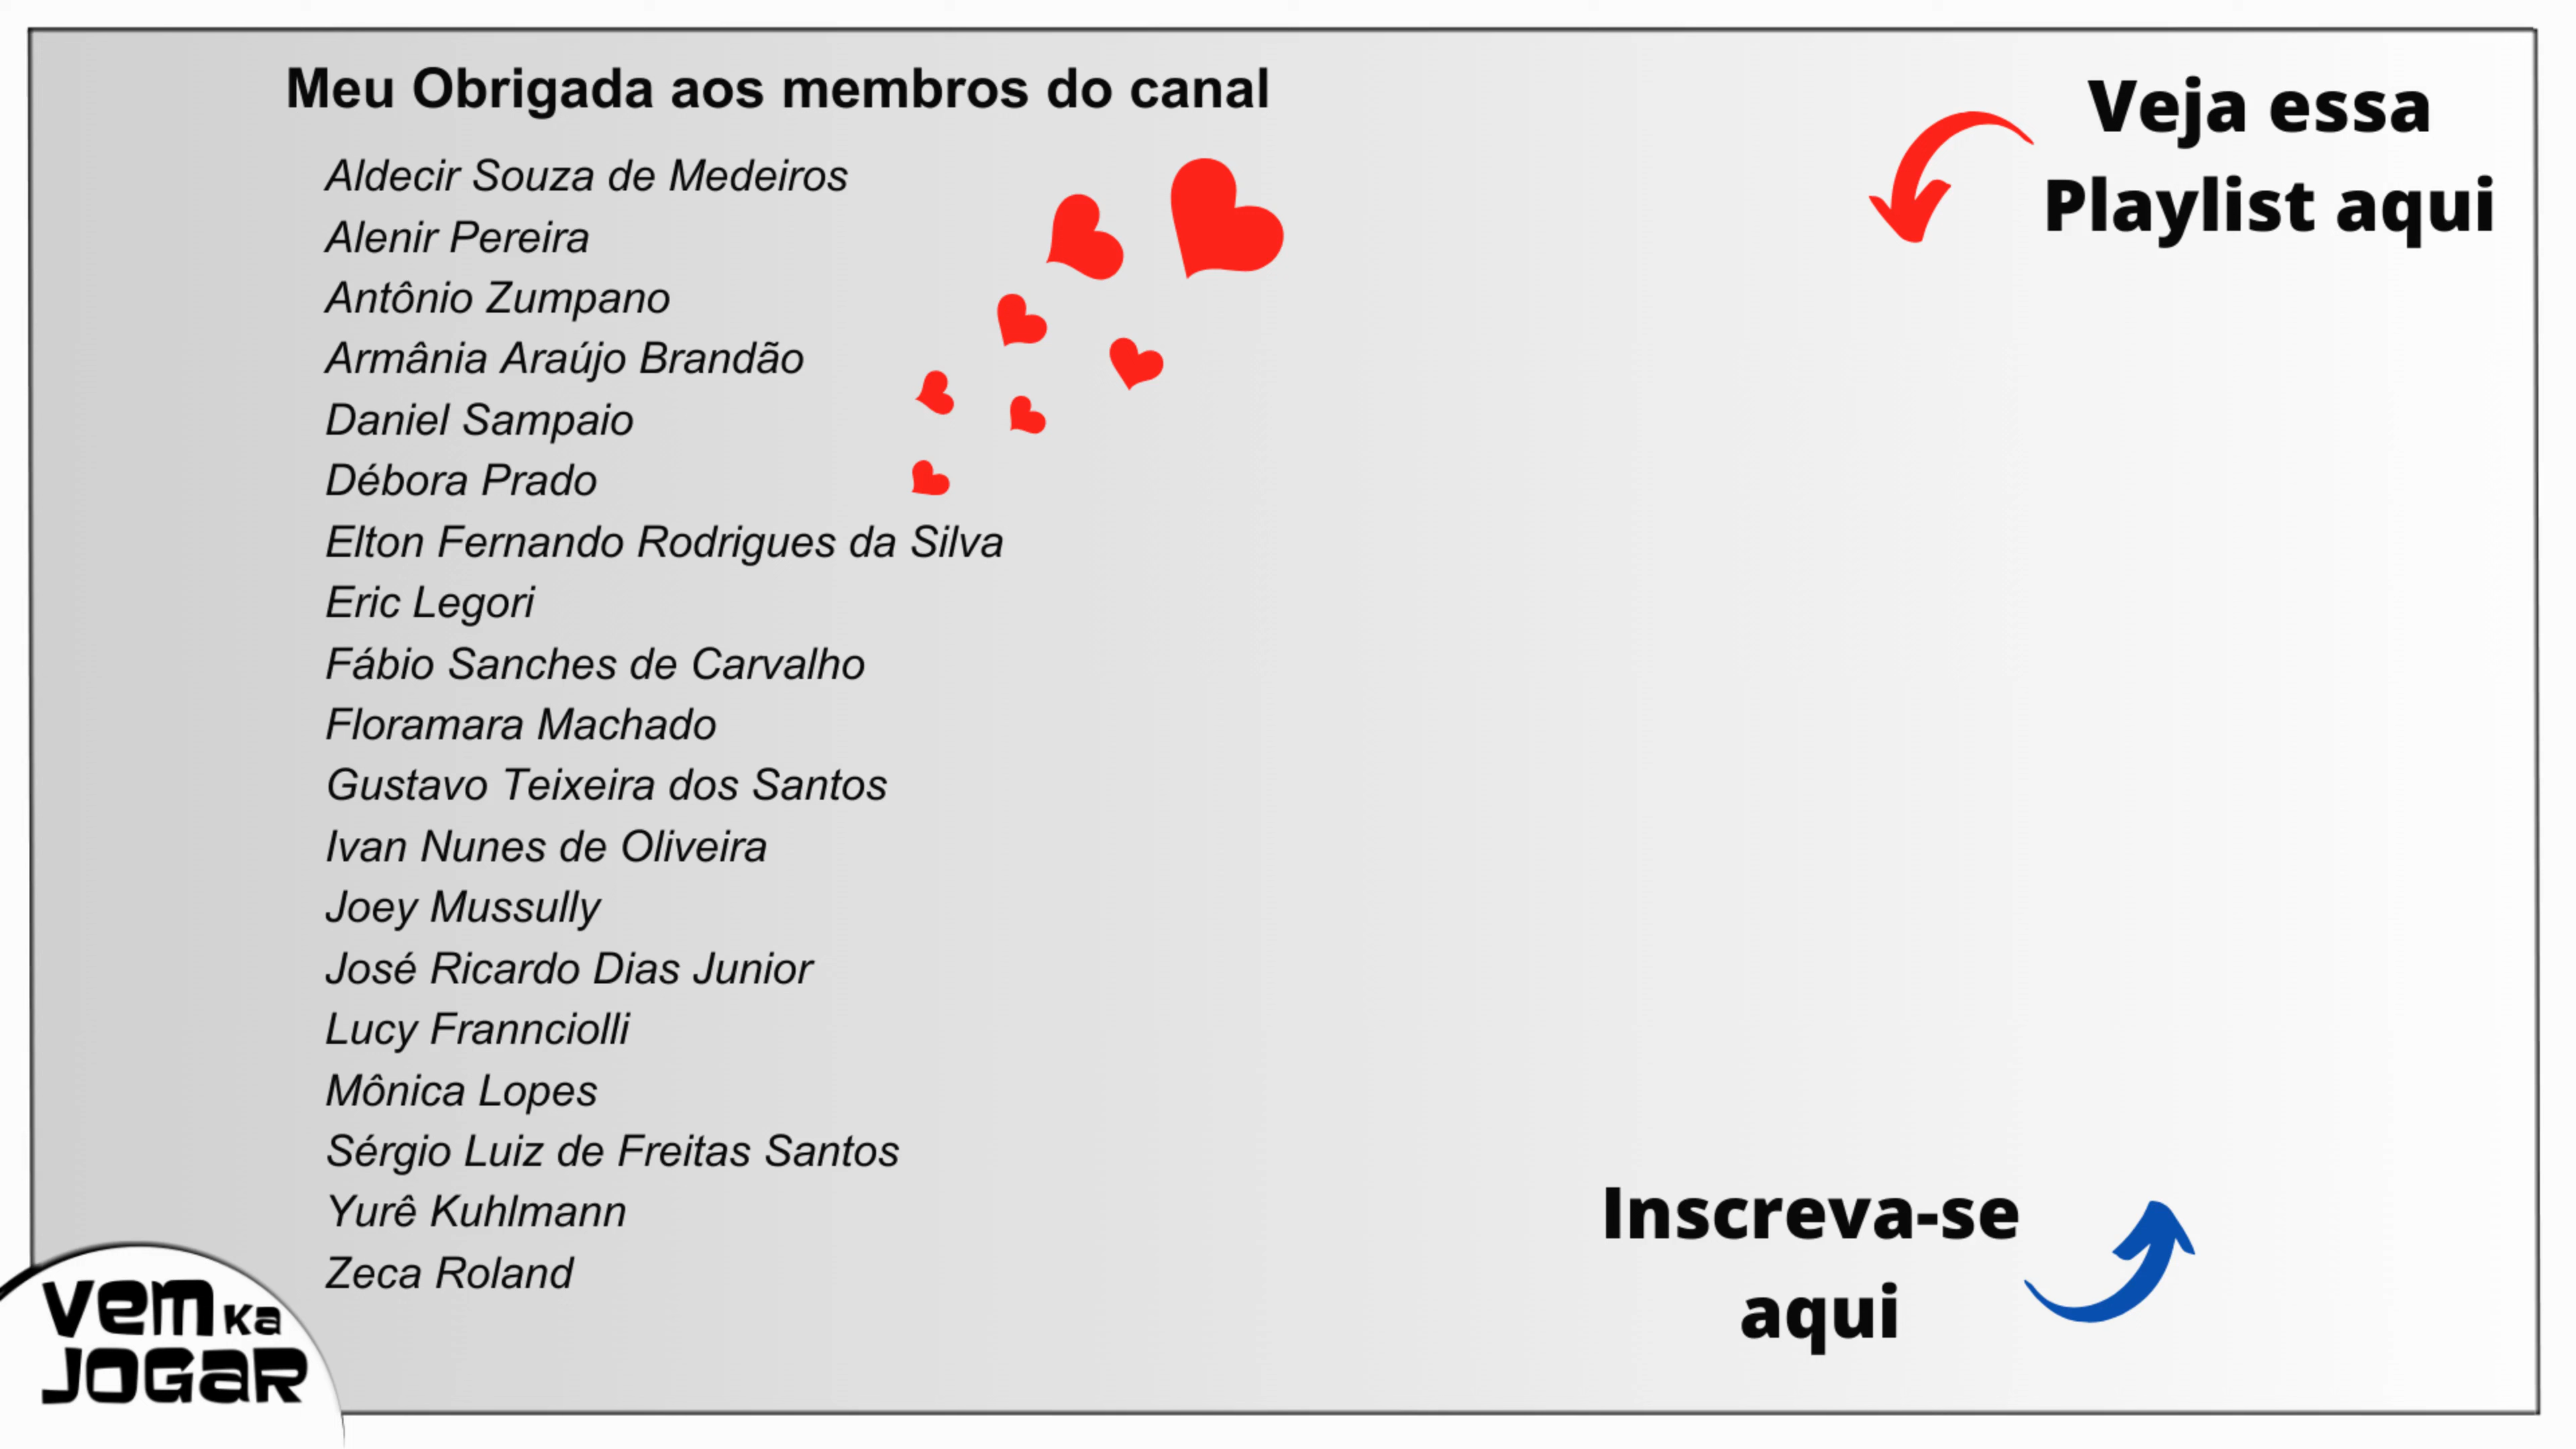 Meu Obrigada aos membros do canal
Aldecir Souza de Medeiros
Alenir Pereira
Antônio Zumpano
Armânia Araújo Brandão
Daniel Sampaio
Débora Prado
Elton Fernando Rodrigues da Silva
Eric Legori
Fábio Sanches de Carvalho
Floramara Machado
Gustavo Teixeira dos Santos
Ivan Nunes de Oliveira
Joey Mussully
José Ricardo Dias Junior
Lucy Frannciolli
Mônica Lopes
Sérgio Luiz de Freitas Santos
Yurê Kuhlmann
Zeca Roland
Veja essa
Playlist aqui
Inscreva-se
aqui
Vem Ka
JOGAR